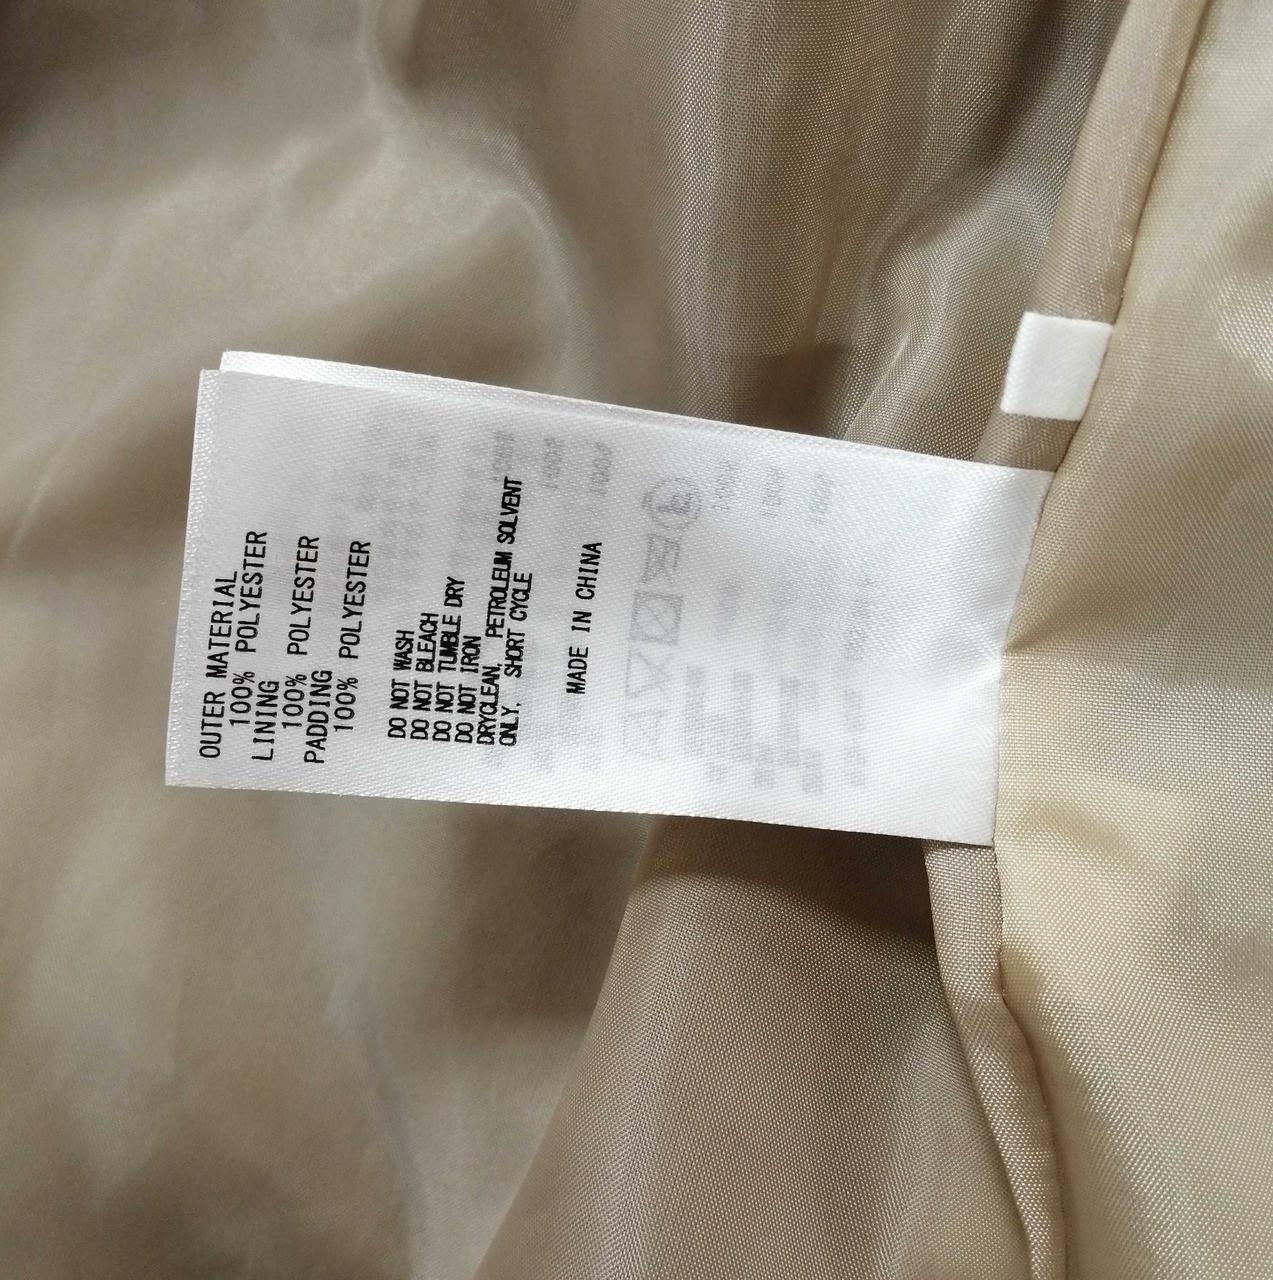 OUTER MATERIAL
100% POLYESTER
LINING
100% POLYESTER
PADDING
100% POLYESTER
DO NOT WASH
DO NOT BLEACH
DO NOT TUMBLE DRY
DO NOT IRON
DRYCLEAN, PETROLEUM SOLVENT
ONLY, SHORT CYCLE
MADE IN CHINA